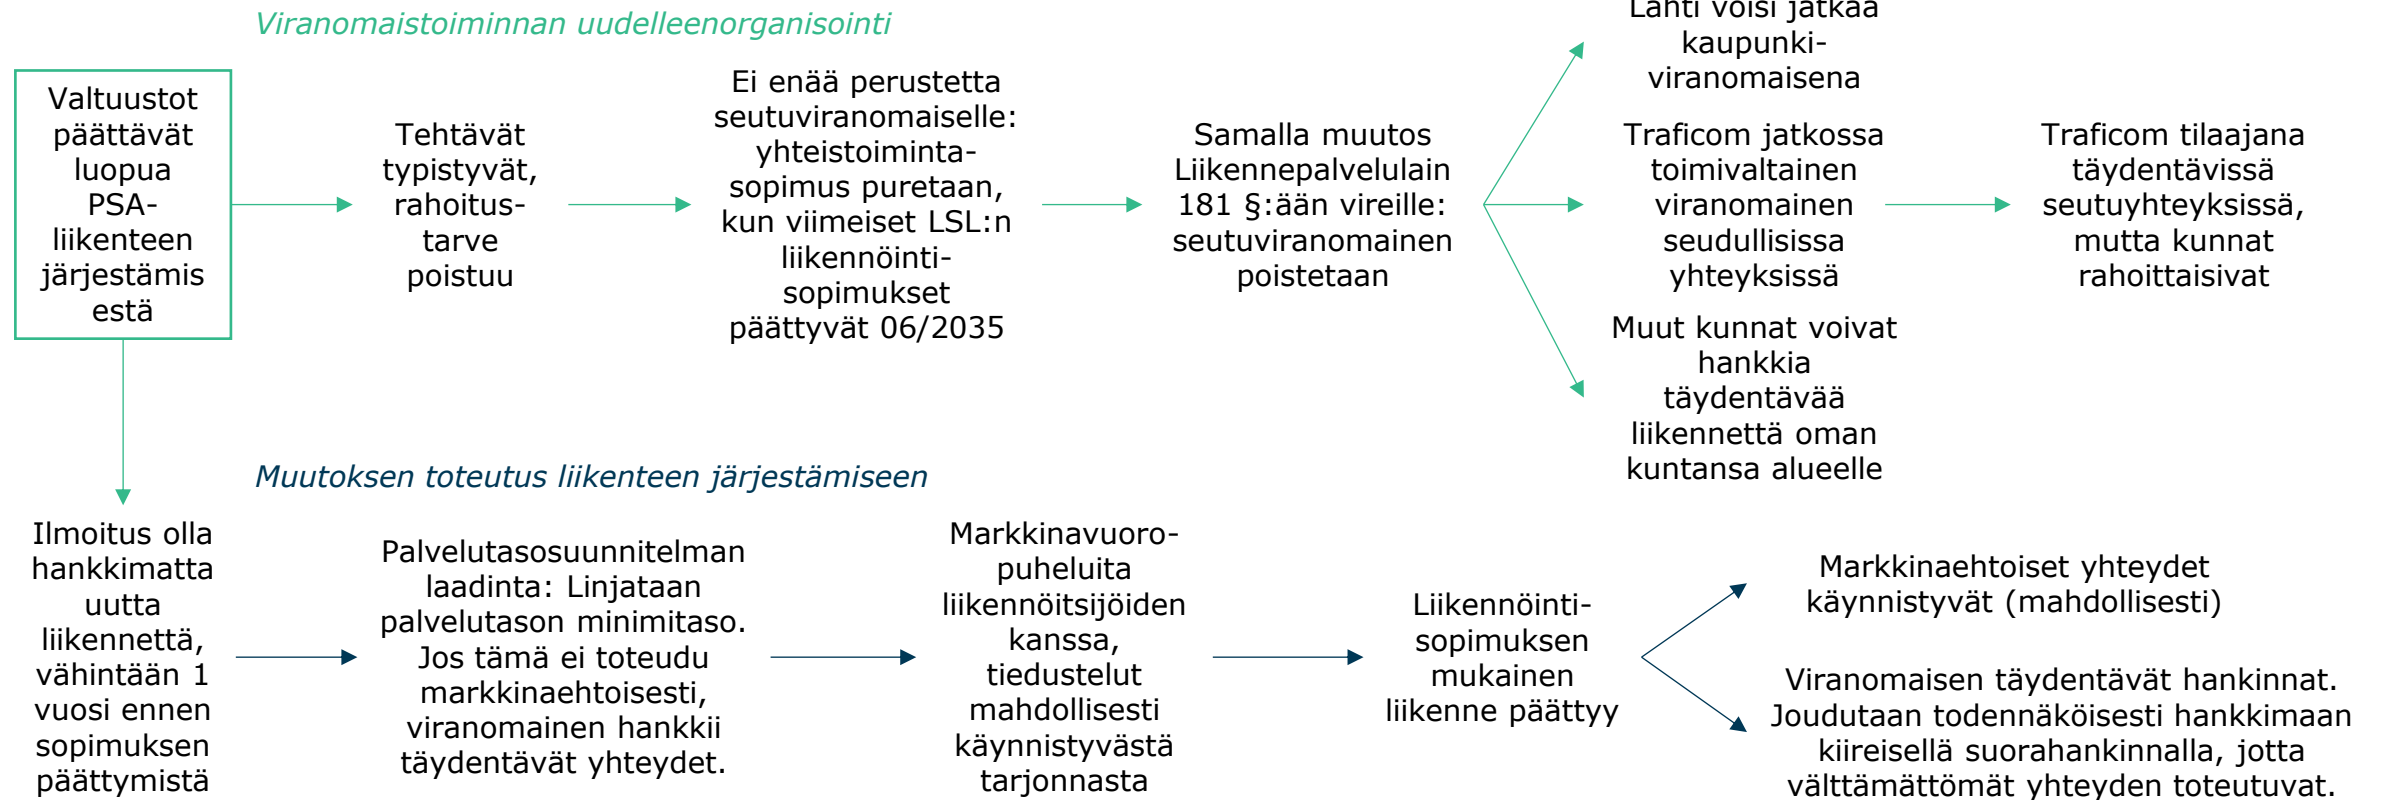 Viranomaistoiminnan uudelleenorganisointi
Valtuustot
päättävät
luopua
PSA-
liikenteen
järjestämis
estä
Tehtävät
typistyvät,
rahoitus-
tarve
poistuu
Ei enää perustetta
seutuviranomaiselle:
yhteistoiminta-
sopimus puretaan,
kun viimeiset LSL:n
liikennöinti-
sopimukset
päättyvät 06/2035
Samalla muutos
Liikennepalvelulain
181 §:ään vireille:
seutuviranomainen
poistetaan
Lahti voisi jatkaa
kaupunki-
viranomaisena
Traficom jatkossa
toimivaltainen
viranomainen
seudullisissa
yhteyksissä
Traficom tilaajana
täydentävissä
seutuyhteyksissä,
mutta kunnat
rahoittaisivat
Muut kunnat voivat
hankkia
täydentävää
liikennettä oman
kuntansa alueelle
Muutoksen toteutus liikenteen järjestämiseen
Ilmoitus olla
hankkimatta
uutta
liikennettä,
vähintään 1
vuosi ennen
sopimuksen
päättymistä
Palvelutasosuunnitelman
laadinta: Linjataan
palvelutason minimitaso.
Jos tämä ei toteudu
markkinaehtoisesti,
viranomainen hankkii
täydentävät yhteydet.
Markkinavuoro-
puheluita
liikennöitsijöiden
kanssa,
tiedustelut
mahdollisesti
käynnistyvästä
tarjonnasta
Liikennöinti-
sopimuksen
mukainen
liikenne päättyy
Markkinaehtoiset yhteydet
käynnistyvät (mahdollisesti)
Viranomaisen täydentävät hankinnat.
Joudutaan todennäköisesti hankkimaan
kiireisellä suorahankinnalla, jotta
välttämättömät yhteyden toteutuvat.